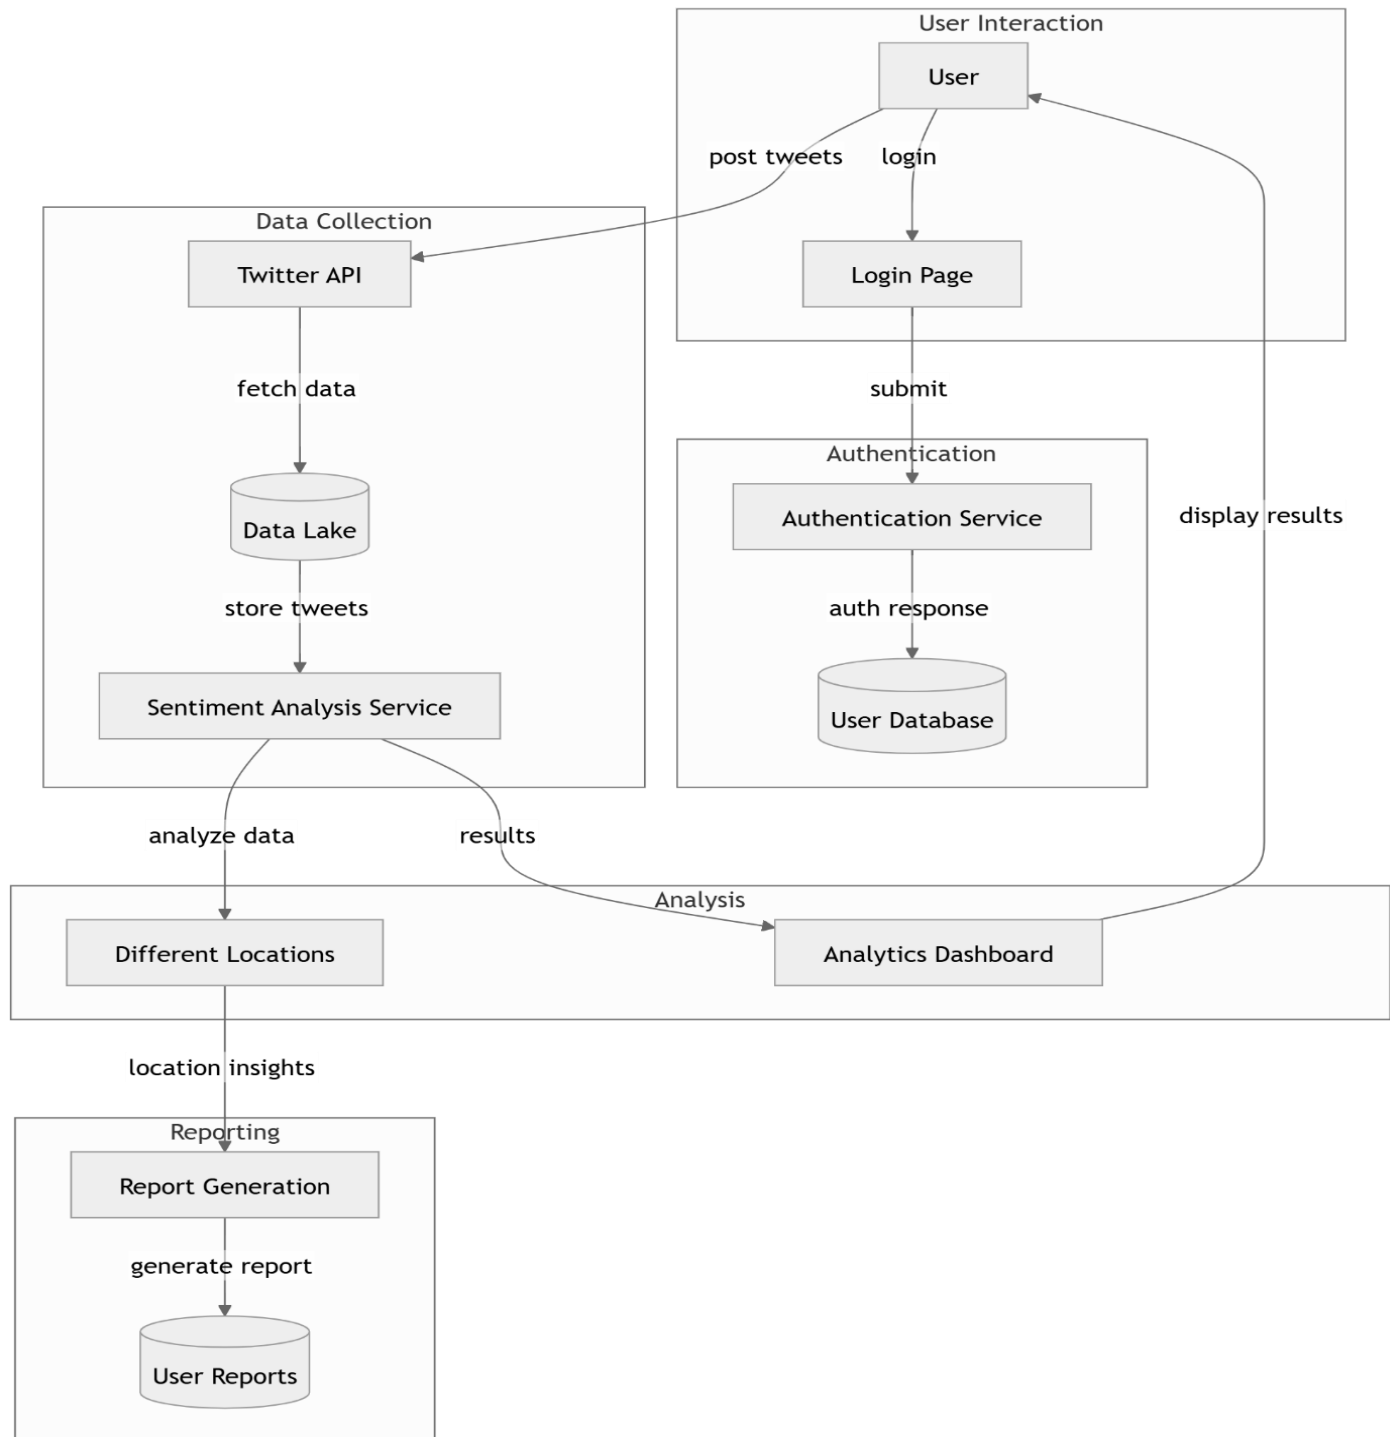 User Interaction
User
post tweets
login
Data Collection
Twitter API
Login Page
fetch data
submit
Authentication
Data Lake
Authentication Service
display results
store tweets
auth response
Sentiment Analysis Service
User Database
analyze data
results
Analysis
Different Locations
Analytics Dashboard
location insights
Reporting
Report Generation
generate report
User Reports